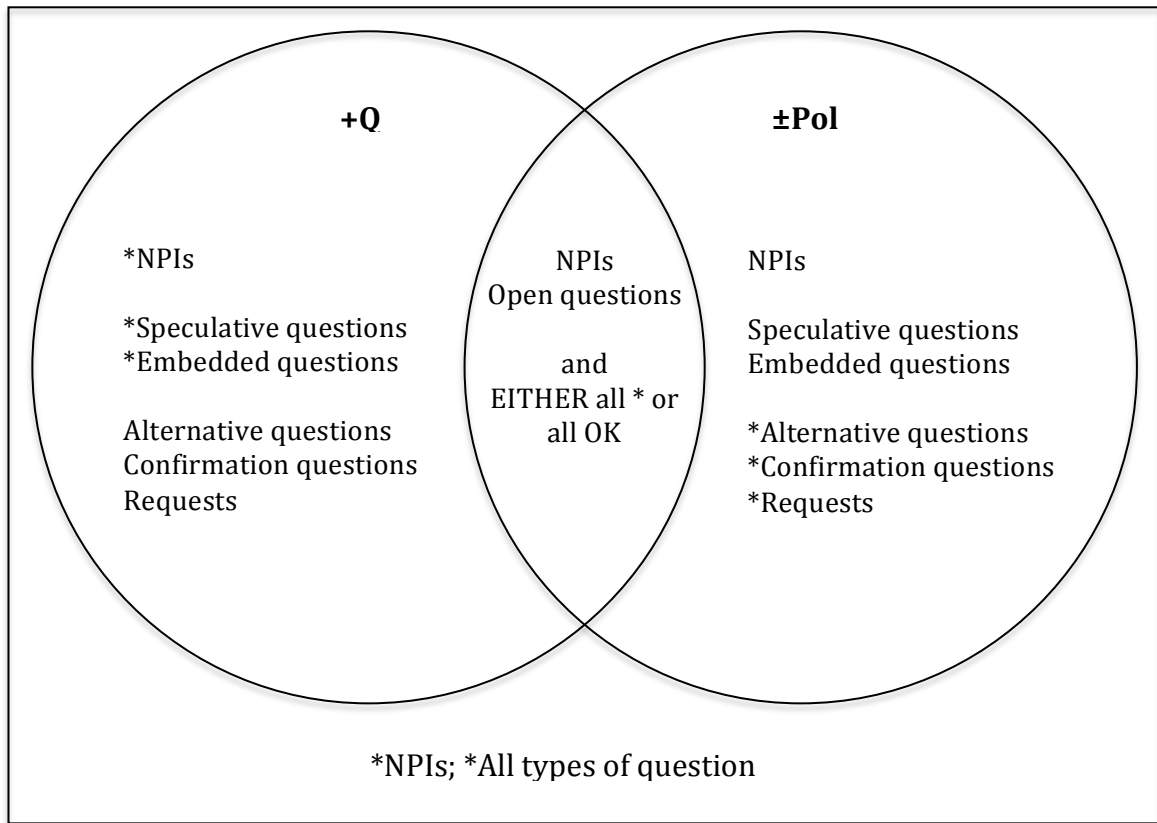 +Q
±Pol
*NPIs
*Speculative questions
*Embedded questions
Alternative questions
Confirmation questions
Requests
NPIs
Open questions
and
EITHER all * or
all OK
NPIs
Speculative questions
Embedded questions
*Alternative questions
*Confirmation questions
*Requests
*NPIs; *All types of question